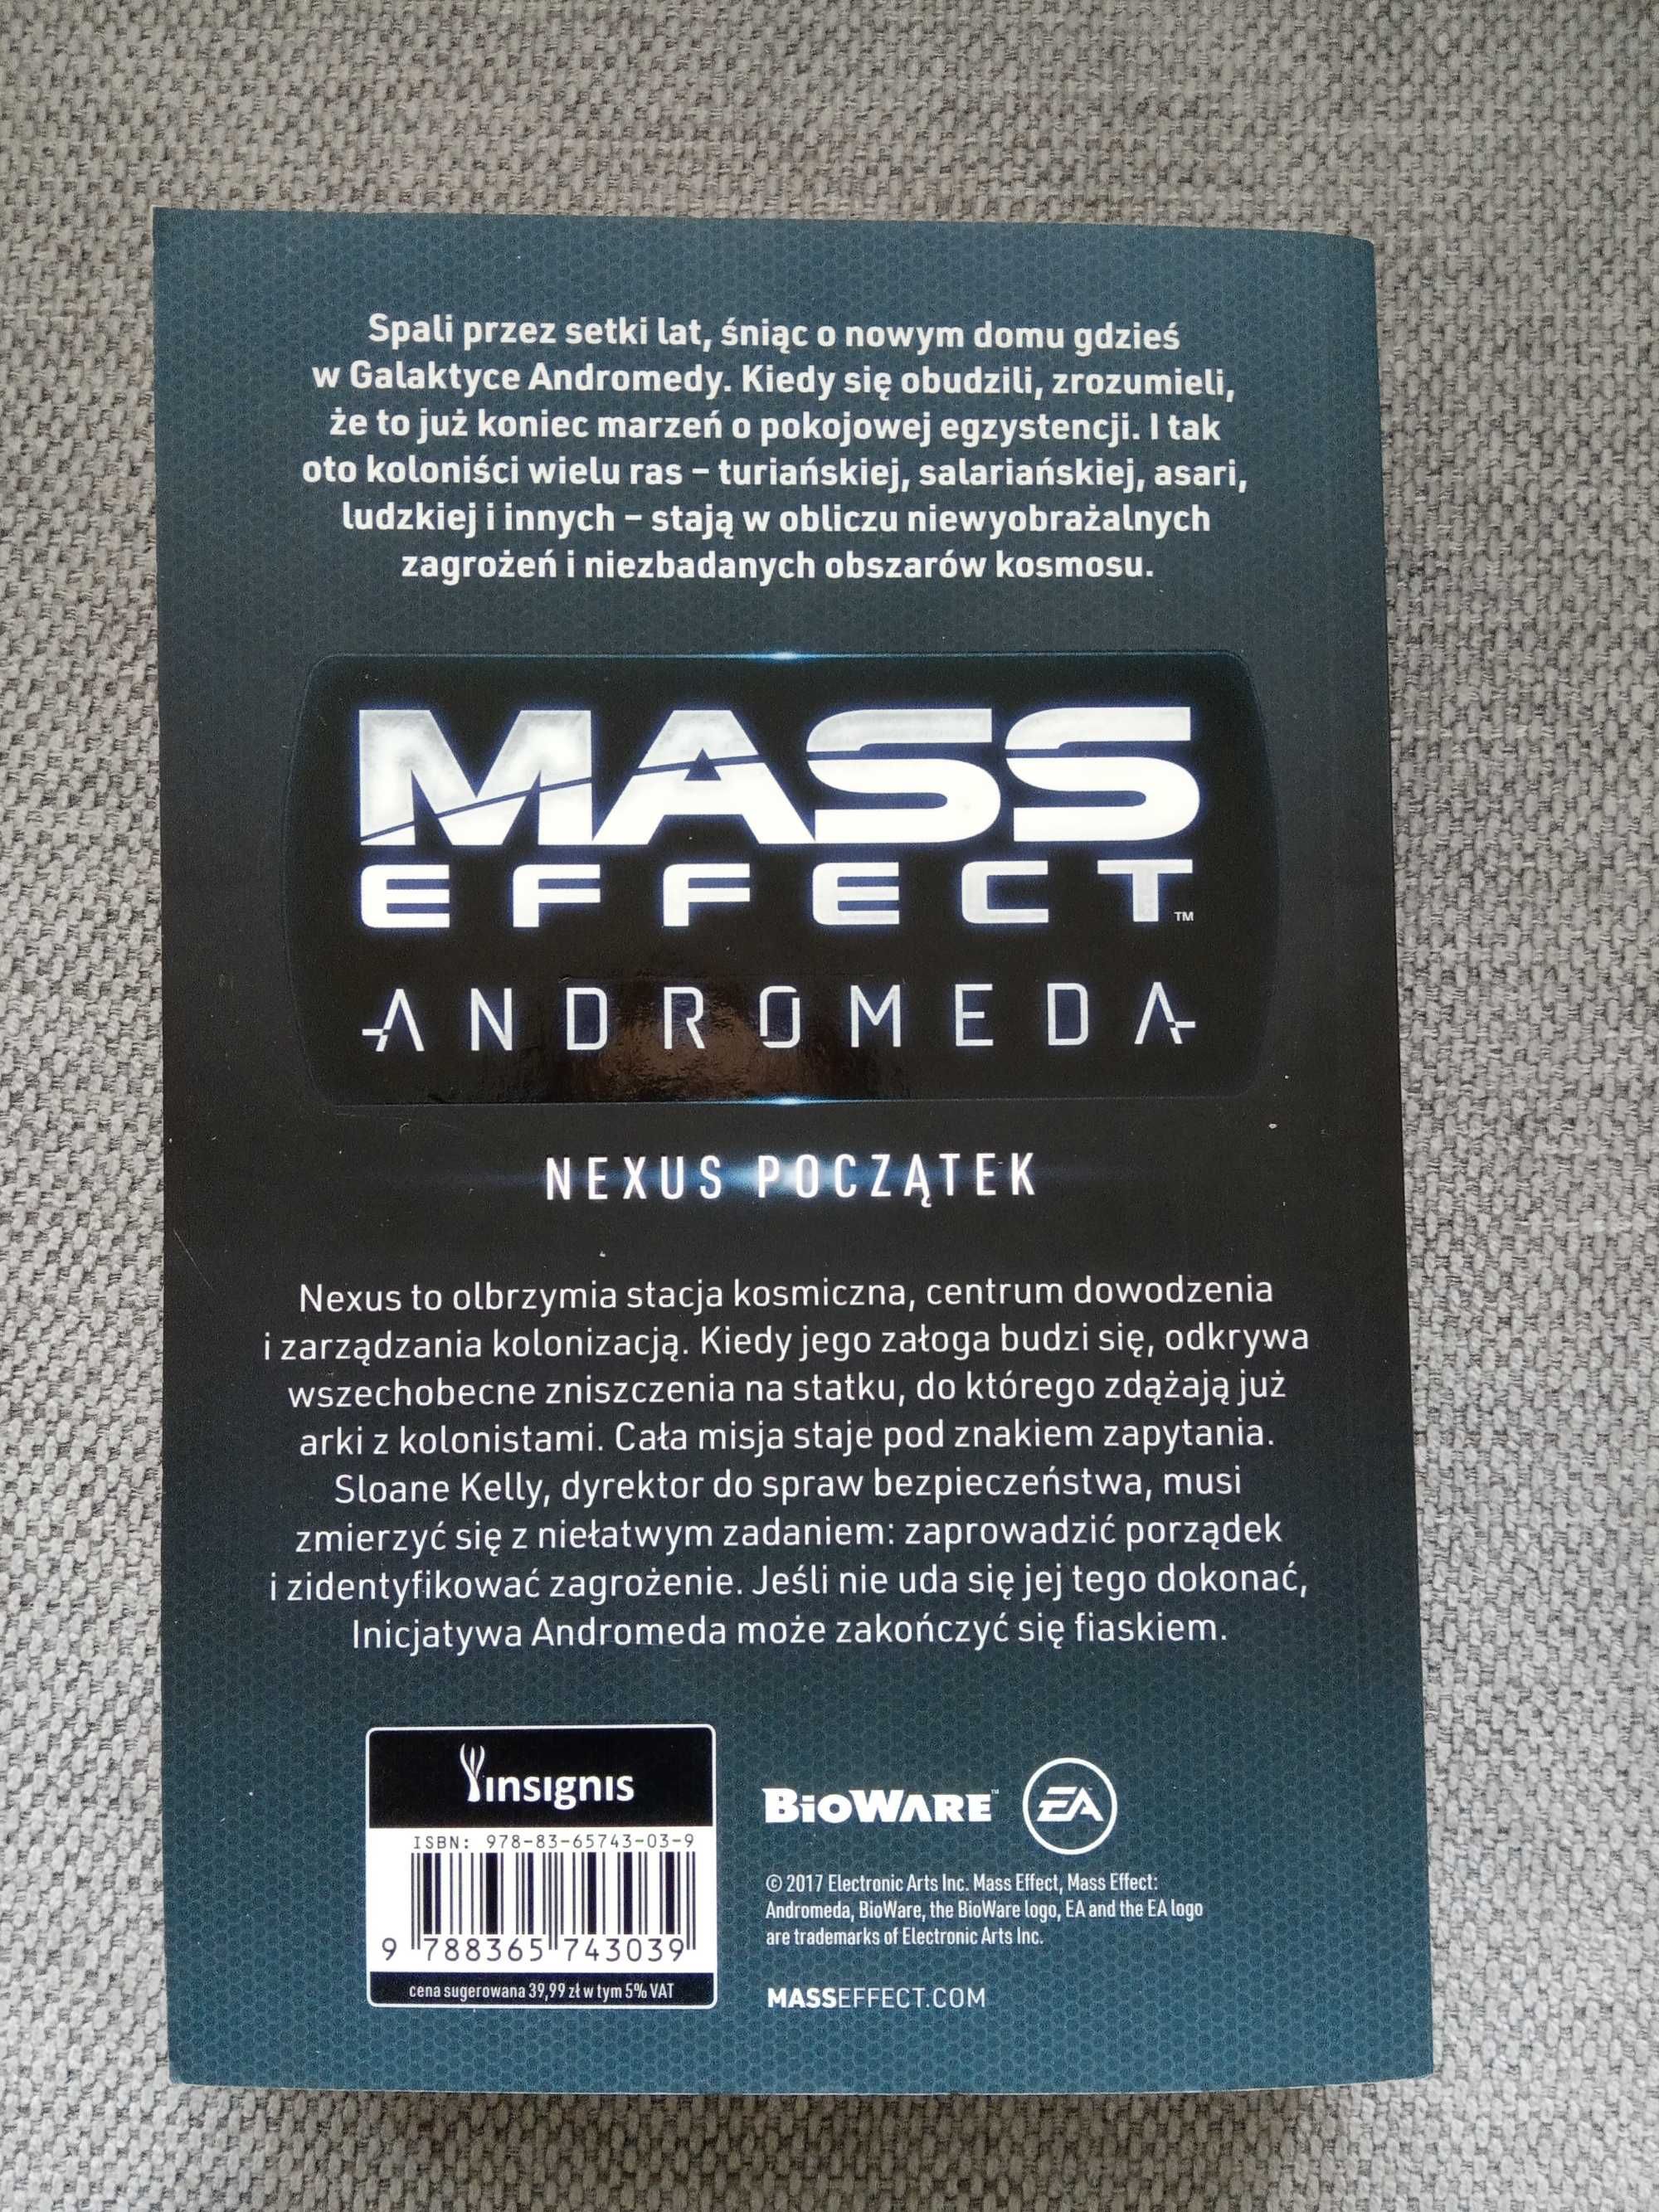 Spali przez setki lat, śniąc o nowym domu gdzieś
w Galaktyce Andromedy. Kiedy się obudzili, zrozumieli,
że to już koniec marzeń o pokojowej egzystencji. I tak
oto koloniści wielu ras – turiańskiej, salariańskiej, asari,
ludzkiej i innych – stają w obliczu niewyobrażalnych
zagrożeń i niezbadanych obszarów kosmosu.
MASS
EFFECT™
ANDROMEDA
NEXUS POCZĄTEK
Nexus to olbrzymia stacja kosmiczna, centrum dowodzenia
i zarządzania kolonizacją. Kiedy jego załoga budzi się, odkrywa
wszechobecne zniszczenia na statku, do którego zdążają już
arki z kolonistami. Cała misja staje pod znakiem zapytania.
Sloane Kelly, dyrektor do spraw bezpieczeństwa, musi
zmierzyć się z niełatwym zadaniem: zaprowadzić porządek
i zidentyfikować zagrożenie. Jeśli nie uda się jej tego dokonać,
Inicjatywa Andromeda może zakończyć się fiaskiem.
insignis
ISBN: 978-83-65743-03-9
9 788365 743039
cena sugerowana 39,99 zł w tym 5% VAT
BIOWARE™ EA
© 2017 Electronic Arts Inc. Mass Effect, Mass Effect:
Andromeda, BioWare, the BioWare logo, EA and the EA logo
are trademarks of Electronic Arts Inc.
MASSEFFECT.COM